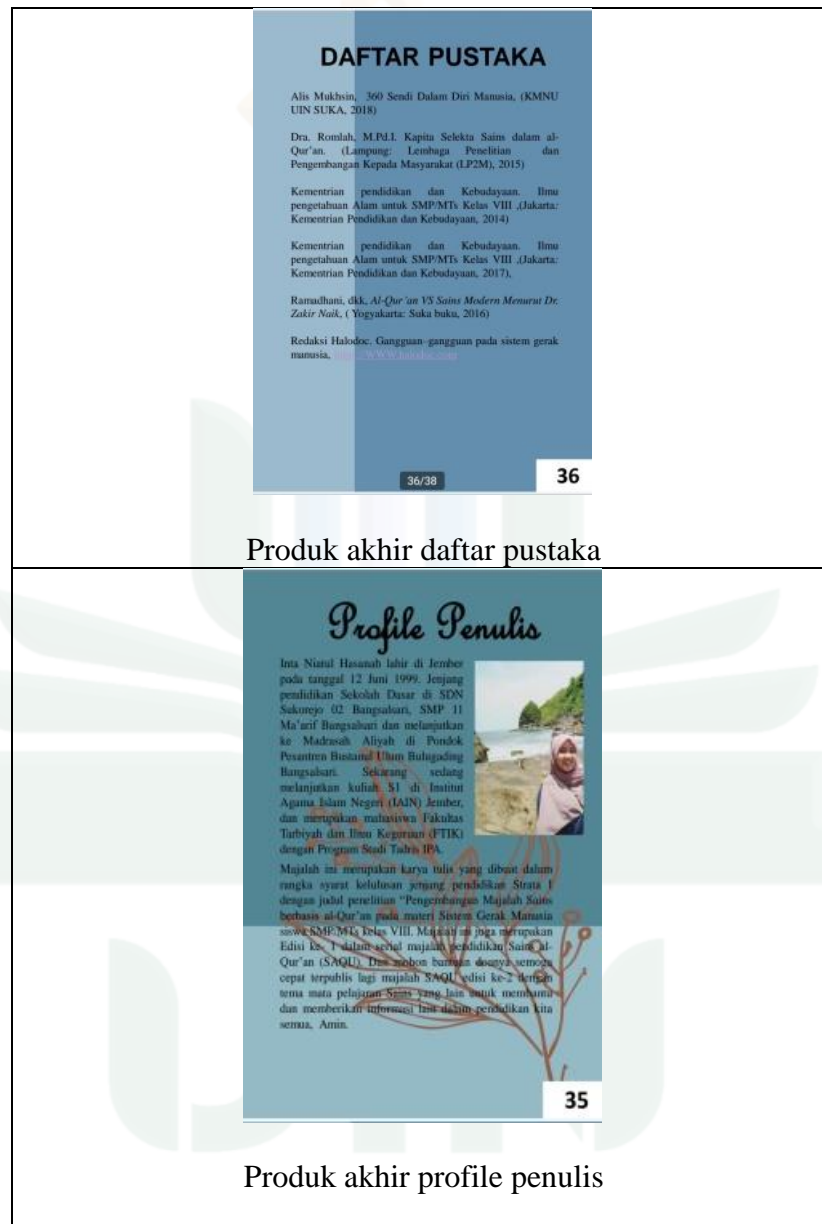 DAFTAR PUSTAKA
Alis Mukhsin, 360 Sendi Dalam Diri Manusia, (KMNU
UIN SUKA, 2018)
Dra. Romlah, M.Pd.I. Kapita Selekta Sains dalam al-
Qur'an. (Lampung: Lembaga Penelitian dan
Pengembangan Kepada Masyarakat (LP2M), 2015)
Kementrian pendidikan dan Kebudayaan. Ilmu
pengetahuan Alam untuk SMP/MTs Kelas VIII ,(Jakarta:
Kementrian Pendidikan dan Kebudayaan, 2014)
Kementrian pendidikan dan Kebudayaan. Ilmu
pengetahuan Alam untuk SMP/MTs Kelas VIII ,(Jakarta:
Kementrian Pendidikan dan Kebudayaan, 2017),
Ramadhani, dkk, Al-Qur'an VS Sains Modern Menurut Dr.
Zakir Naik, ( Yogyakarta: Suka buku, 2016)
Redaksi Halodoc. Gangguan–gangguan pada sistem gerak
manusia,
36/38
36
Produk akhir daftar pustaka
Profile Penulis
Inta Niatul Hasanah lahir di Jember
pada tanggal 12 Juni 1999. Jenjang
pendidikan Sekolah Dasar di SDN
Sukorejo 02 Bangsalsari, SMP 11
Ma'arif Bangsalsari dan melanjutkan
ke Madrasah Aliyah di Pondok
Pesantren Bustanul Ulum Bulugading
Bangsalsari. Sekarang sedang
melanjutkan kuliah S1 di Institut
Agama Islam Negeri (IAIN) Jember,
dan merupakan mahasiswa Fakultas
Tarbiyah dan Ilmu Keguruan (FTIK)
dengan Program Studi Tadris IPA.
Majalah ini merupakan karya tulis yang dibuat dalam
rangka syarat kelulusan jenjang pendidikan Strata 1
dengan judul penelitian "Pengembangan Majalah Sains
berbasis al-Qur'an pada materi Sistem Gerak Manusia
siswa SMP/MTs kelas VIII. Majalah ini juga merupakan
Edisi ke- 1 dalam serial majalah pendidikan Sains al-
Qur'an (SAQU). Dan mohon bantuan doanya semoga
cepat terpublis lagi majalah SAQU edisi ke-2 dengan
tema mata pelajaran Sains yang lain untuk membantu
dan memberikan informasi lain dalam pendidikan kita
semua, Amin.
35
Produk akhir profile penulis